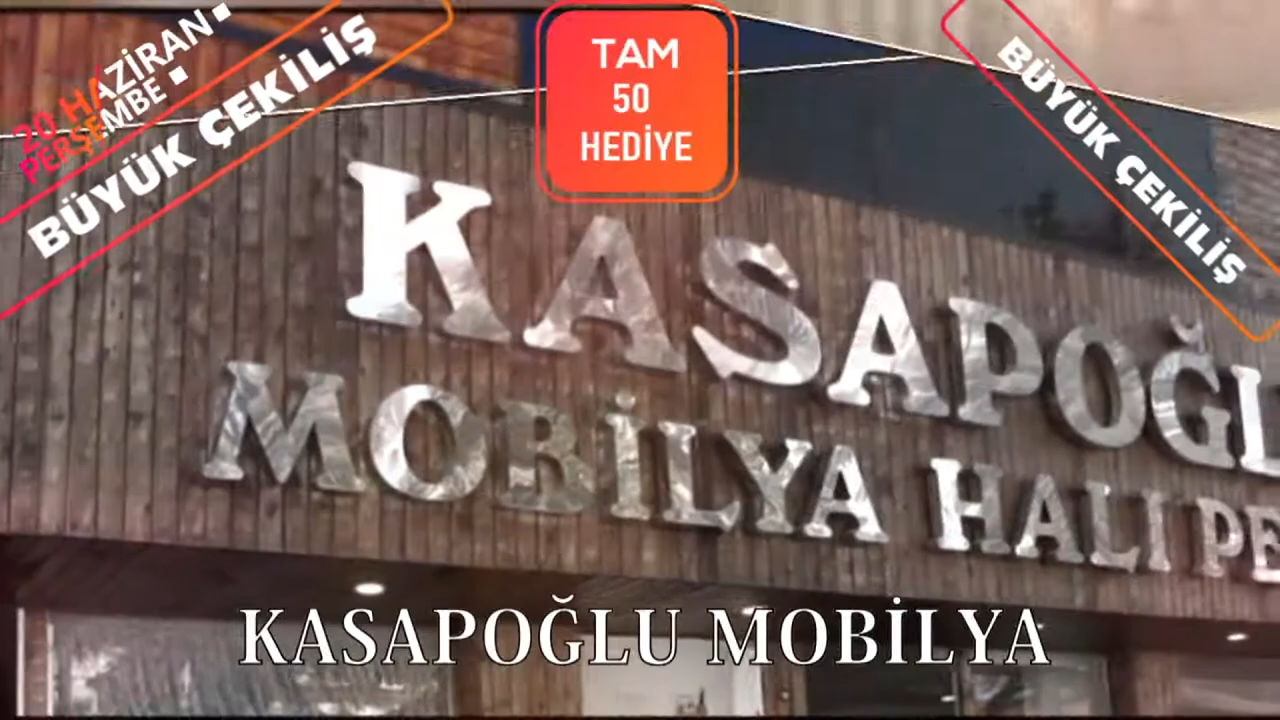 20 HAZİRAN
PERŞEMBE
BÜYÜK ÇEKİLİŞ
TAM
50
HEDİYE
BÜYÜK ÇEKİLİŞ
KASAPOĞL
MOBİLYA HALI PE
KASAPOĞLU MOBİLYA